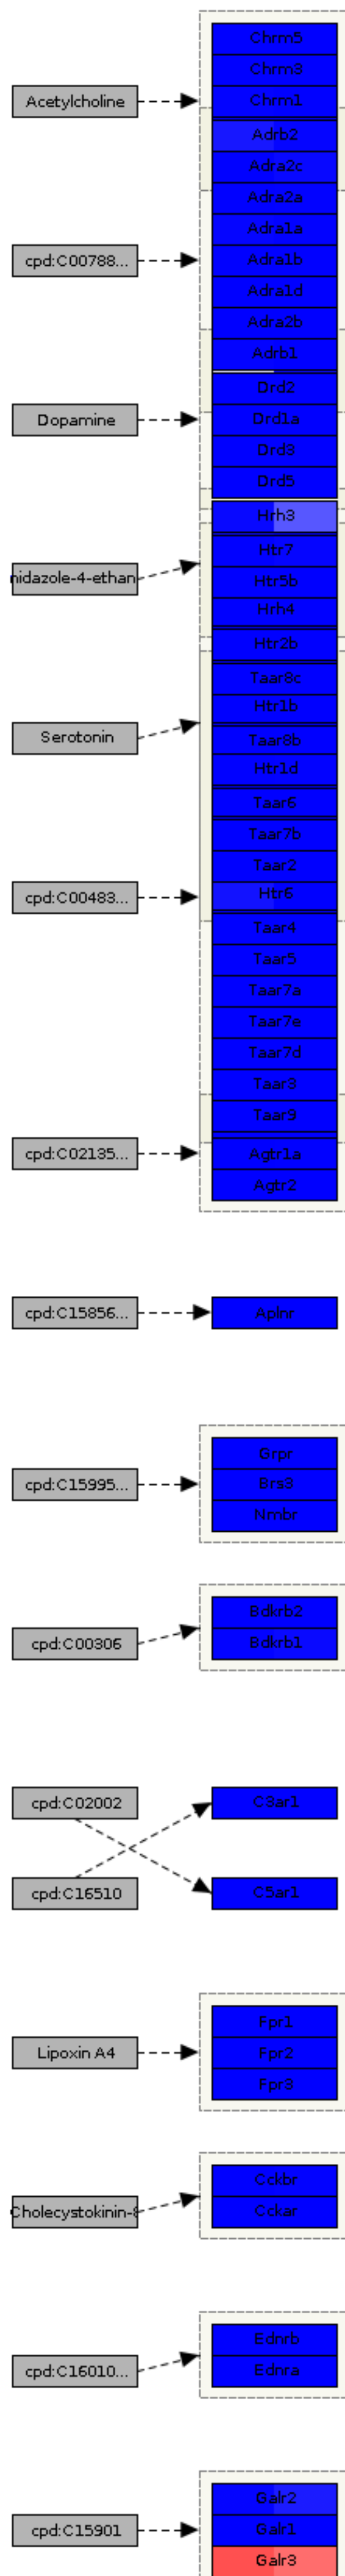 Chrm5
Chrm3
Acetylcholine
Chrm1
Adrb2
Adra2c
Adra2a
Adra1a
cpd:C00788...
Adra1b
Adra1d
Adra2b
Adrb1
Drd2
Dopamine
Drd1a
Drd3
Drd5
Hrh3
Htr7
nidazole-4-ethan
Htr5b
Hrh4
Htr2b
Taar8c
Htr1b
Serotonin
Taar8b
Htr1d
Taar6
Taar7b
Taar2
cpd:C00483...
Htr6
Taar4
Taar5
Taar7a
Taar7e
Taar7d
Taar3
Taar9
cpd:C02135...
Agtr1a
Agtr2
cpd:C15856...
Aplnr
Grpr
cpd:C15995...
Brs3
Nmbr
Bdkrb2
cpd:C00306
Bdkrb1
cpd:C02002
C3ar1
cpd:C16510
C5ar1
Fpr1
Lipoxin A4
Fpr2
Fpr3
Cckbr
Cholecystokinin-8
Cckar
Ednrb
cpd:C16010...
Ednra
Galr2
cpd:C15901
Galr1
Galr3